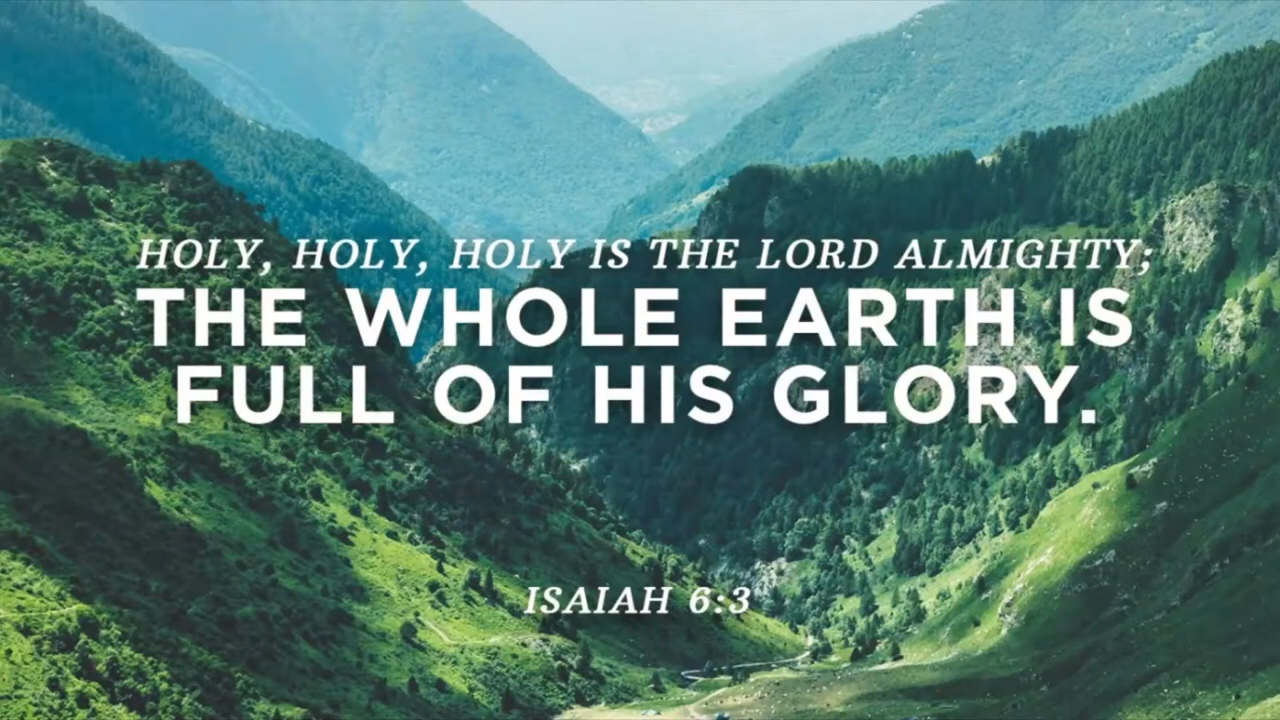 HOLY, HOLY, HOLY IS THE LORD ALMIGHTY;
THE WHOLE EARTH IS
FULL OF HIS GLORY.
ISAIAH 6:3